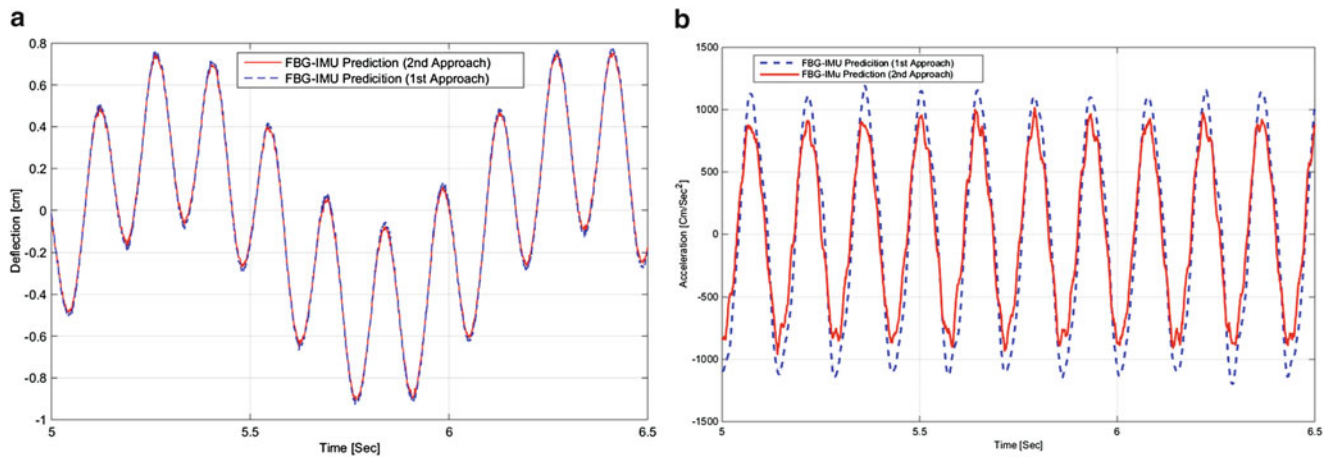 a
0.8
0.6
0.4
0.2
0
-0.2
-0.4
-0.6
-0.8
-1
Deflection [cm]
FBG-IMU Prediction (2nd Approach)
FBG-IMU Predicition (1st Approach)
5
5.5
6
6.5
Time [Sec]
b
1500
1000
500
0
-500
-1000
-1500
Acceleration [Cm/Sec²]
FBG-IMU Prediction (1st Approach)
FBG-IMu Prediction (2nd Approach)
5
5.5
6
6.5
Time [Sec]